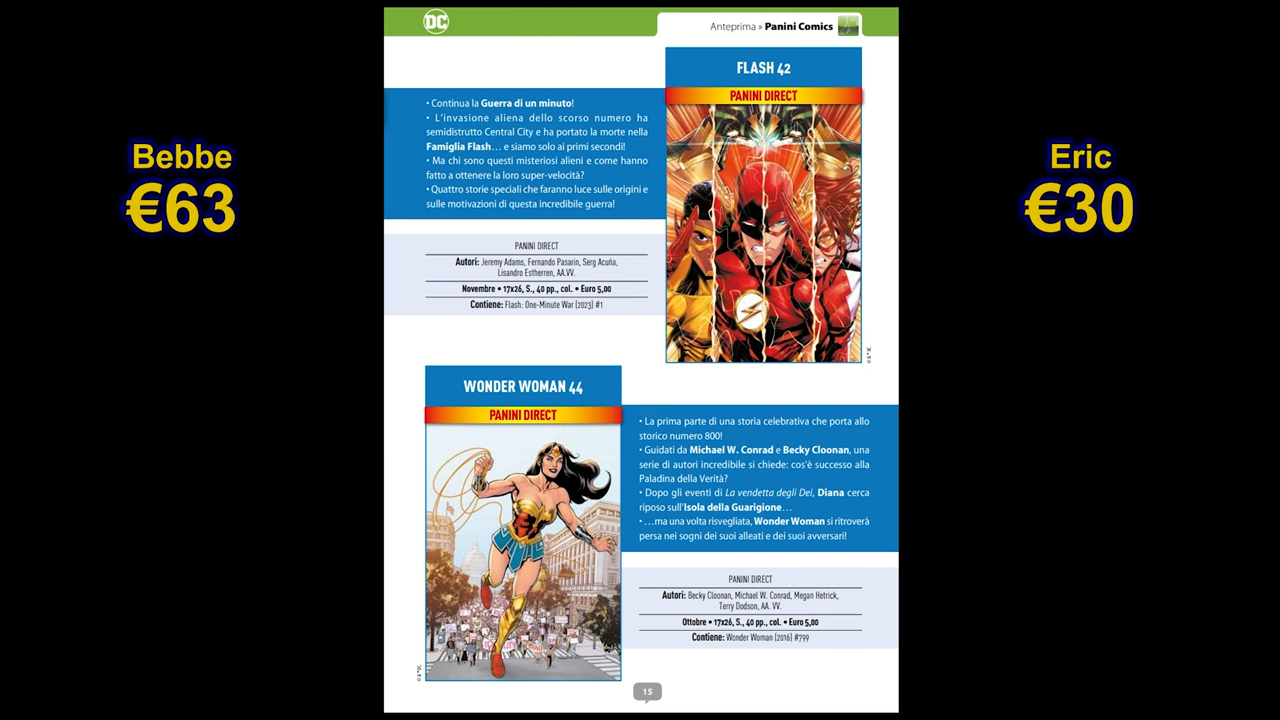 DC
Anteprima » Panini Comics
Bebbe
€63
Eric
€30
FLASH 42
PANINI DIRECT
• Continua la Guerra di un minuto!
• L'invasione aliena dello scorso numero ha
semidistrutto Central City e ha portato la morte nella
Famiglia Flash… e siamo solo ai primi secondi!
• Ma chi sono questi misteriosi alieni e come hanno
fatto a ottenere la loro super-velocità?
• Quattro storie speciali che faranno luce sulle origini e
sulle motivazioni di questa incredibile guerra!
PANINI DIRECT
Autori: Jeremy Adams, Fernando Pasarin, Serg Acuña,
Lisandro Estherren, AA.VV.
Novembre • 17x26, S., 40 pp., col. • Euro 5,00
Contiene: Flash: One-Minute War (2023) #1
© & ™ DC.
WONDER WOMAN 44
PANINI DIRECT
• La prima parte di una storia celebrativa che porta allo
storico numero 800!
• Guidati da Michael W. Conrad e Becky Cloonan, una
serie di autori incredibile si chiede: cos'è successo alla
Paladina della Verità?
• Dopo gli eventi di La vendetta degli Dei, Diana cerca
riposo sull'Isola della Guarigione…
• …ma una volta risvegliata, Wonder Woman si ritroverà
persa nei sogni dei suoi alleati e dei suoi avversari!
PANINI DIRECT
Autori: Becky Cloonan, Michael W. Conrad, Megan Hetrick,
Terry Dodson, AA. VV.
Ottobre • 17x26, S., 40 pp., col. • Euro 5,00
Contiene: Wonder Woman (2016) #799
© & ™ DC.
15